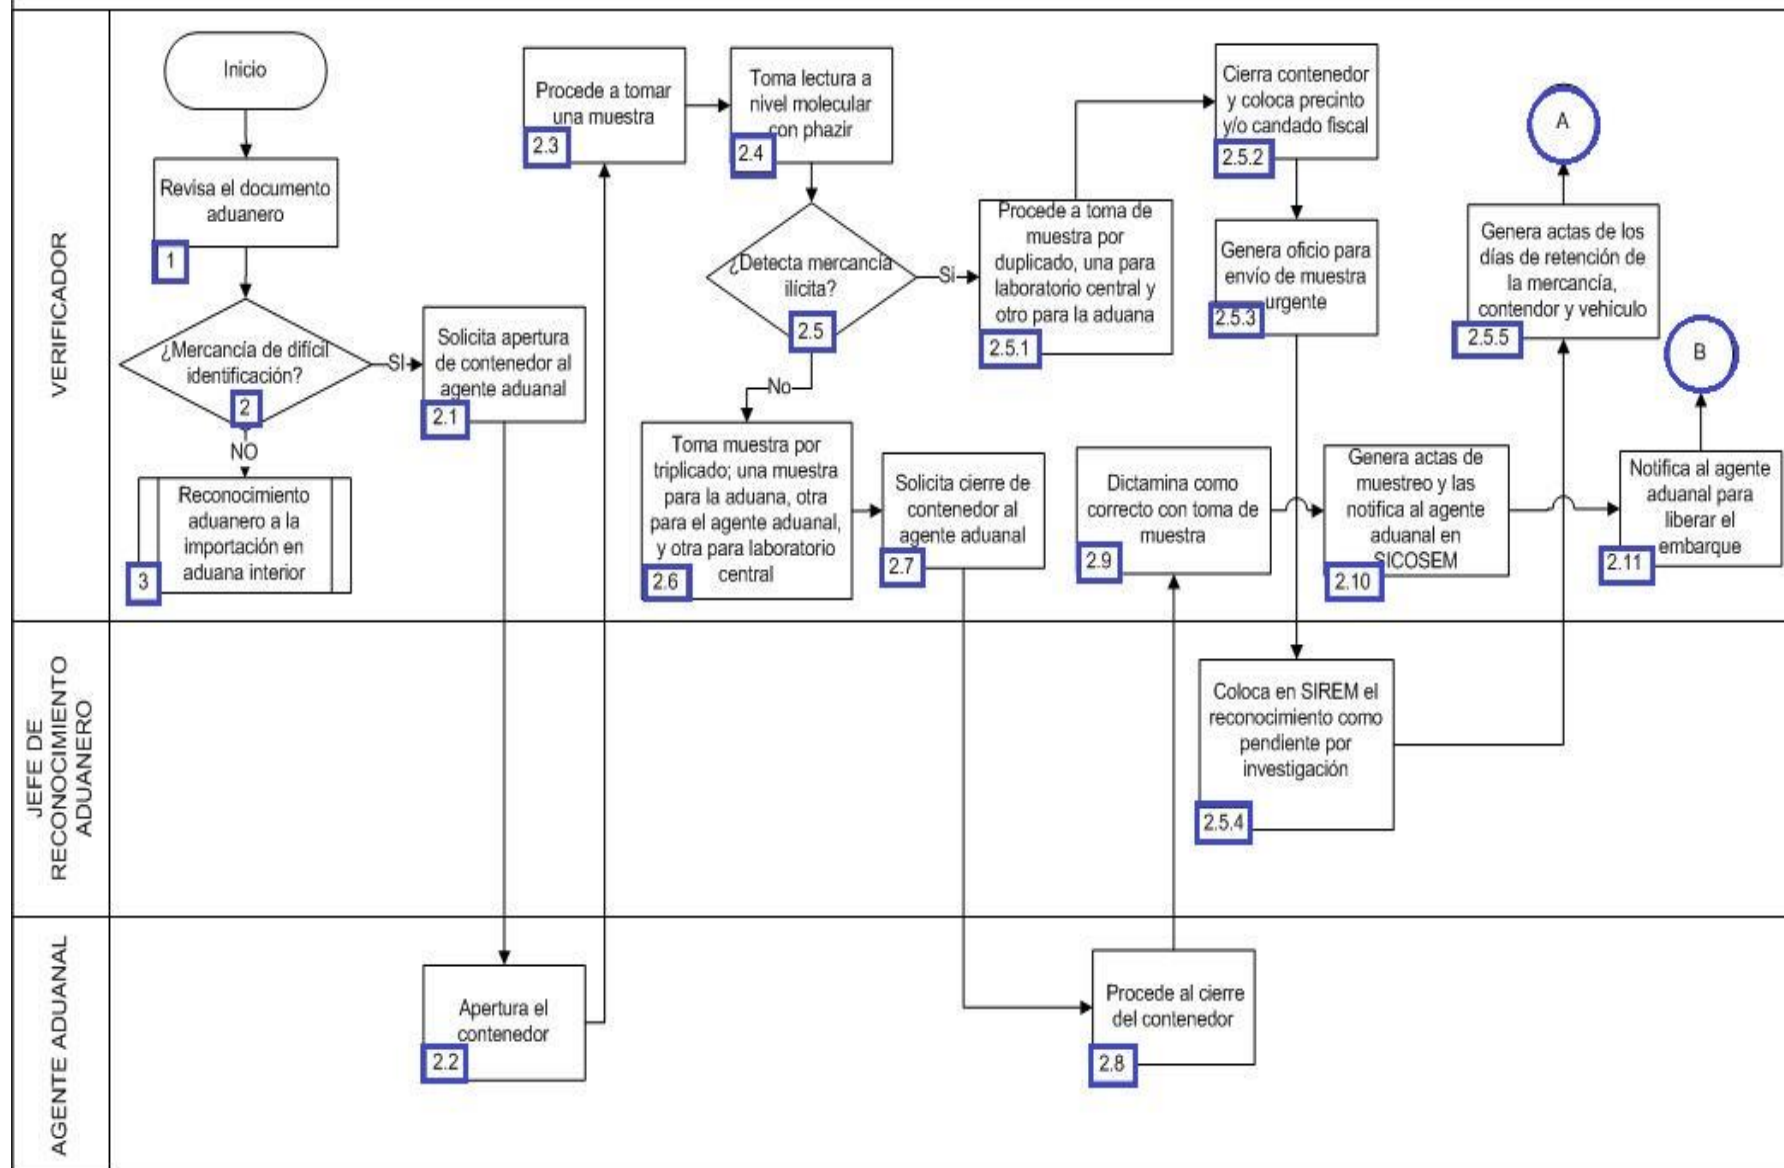 VERIFICADOR
Inicio
Revisa el documento
aduanero
1
¿Mercancía de difícil
identificación?
2
SI
NO
Reconocimiento
aduanero a la
importación en
aduana interior
3
Solicita apertura
de contenedor al
agente aduanal
2.1
Procede a tomar
una muestra
2.3
Toma lectura a
nivel molecular
con phazir
2.4
¿Detecta mercancía
ilícita?
2.5
Si
No
Procede a toma de
muestra por
duplicado, una para
laboratorio central y
otro para la aduana
2.5.1
Cierra contenedor
y coloca precinto
y/o candado fiscal
2.5.2
Genera oficio para
envío de muestra
urgente
2.5.3
A
Genera actas de los
días de retención de
la mercancía,
contendor y vehículo
2.5.5
B
Toma muestra por
triplicado; una muestra
para la aduana, otra
para el agente aduanal,
y otra para laboratorio
central
2.6
Solicita cierre de
contenedor al
agente aduanal
2.7
Dictamina como
correcto con toma de
muestra
2.9
Genera actas de
muestreo y las
notifica al agente
aduanal en
SICOSEM
2.10
Notifica al agente
aduanal para
liberar el
embarque
2.11
JEFE DE
RECONOCIMIENTO
ADUANERO
Coloca en SIREM el
reconocimiento como
pendiente por
investigación
2.5.4
AGENTE ADUANAL
Apertura el
contenedor
2.2
Procede al cierre
del contenedor
2.8